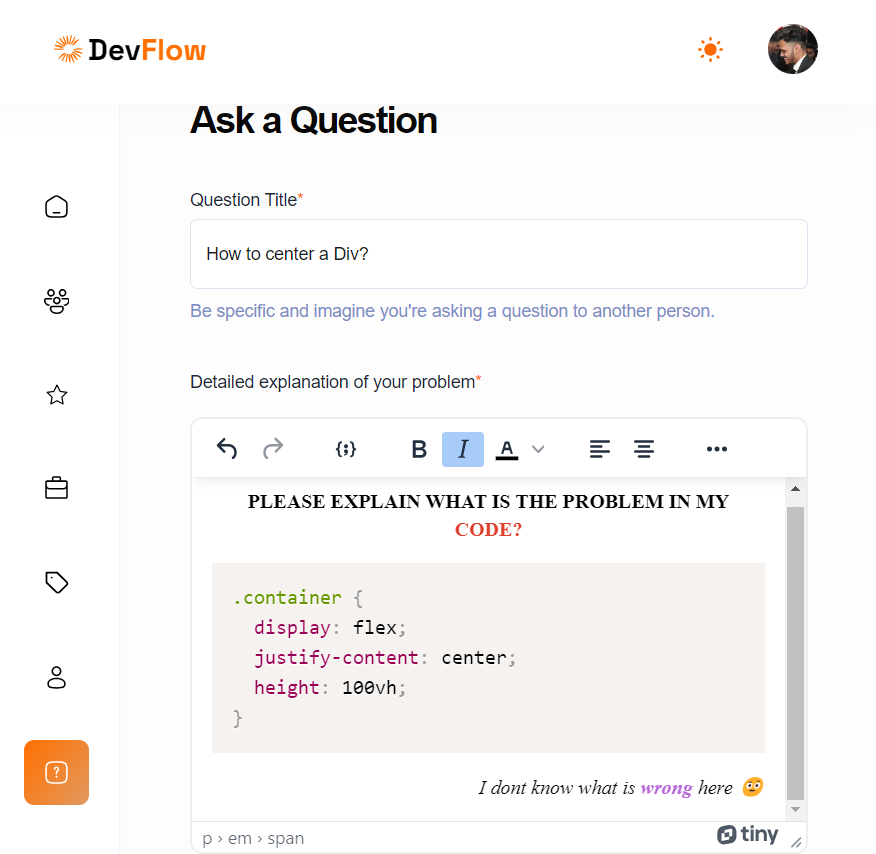 DevFlow
Ask a Question
Question Title*
How to center a Div?
Be specific and imagine you're asking a question to another person.
Detailed explanation of your problem*
{;} B I A •••
PLEASE EXPLAIN WHAT IS THE PROBLEM IN MY
CODE?
.container {
display: flex;
justify-content: center;
height: 100vh;
}
I dont know what is wrong here 😳
?
p › em › span
tiny